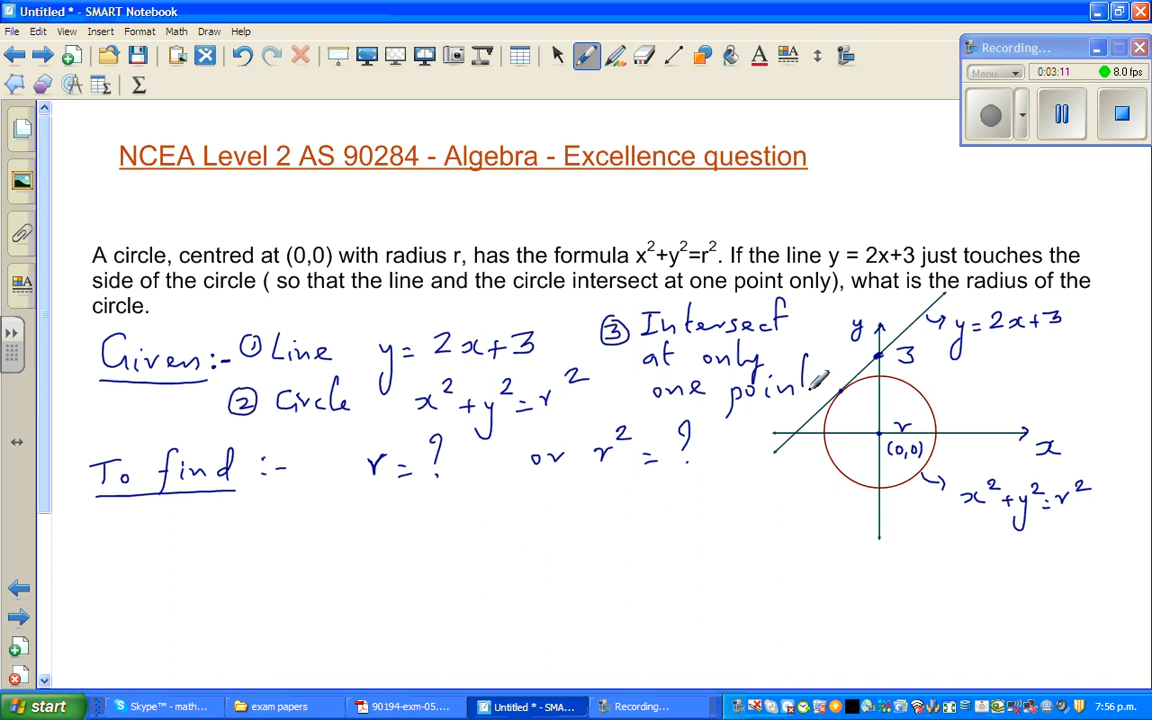 Untitled * - SMART Notebook
File Edit View Insert Format Math Draw Help
Recording...
Menu
0:03:11
8.0 fps
NCEA Level 2 AS 90284 - Algebra - Excellence question
A circle, centred at (0,0) with radius r, has the formula x²+y²=r². If the line y = 2x+3 just touches the
side of the circle ( so that the line and the circle intersect at one point only), what is the radius of the
circle.
Given:- ① Line y = 2x+3
② Circle x²+y²=r²
③ Intersect
at only
one point
To find :- r = ? or r² = ?
y
y=2x+3
3
r
(0,0)
x
x²+y²=r²
start
Skype™ - math...
exam papers
90194-exm-05....
Untitled * - SMA...
Recording...
7:56 p.m.